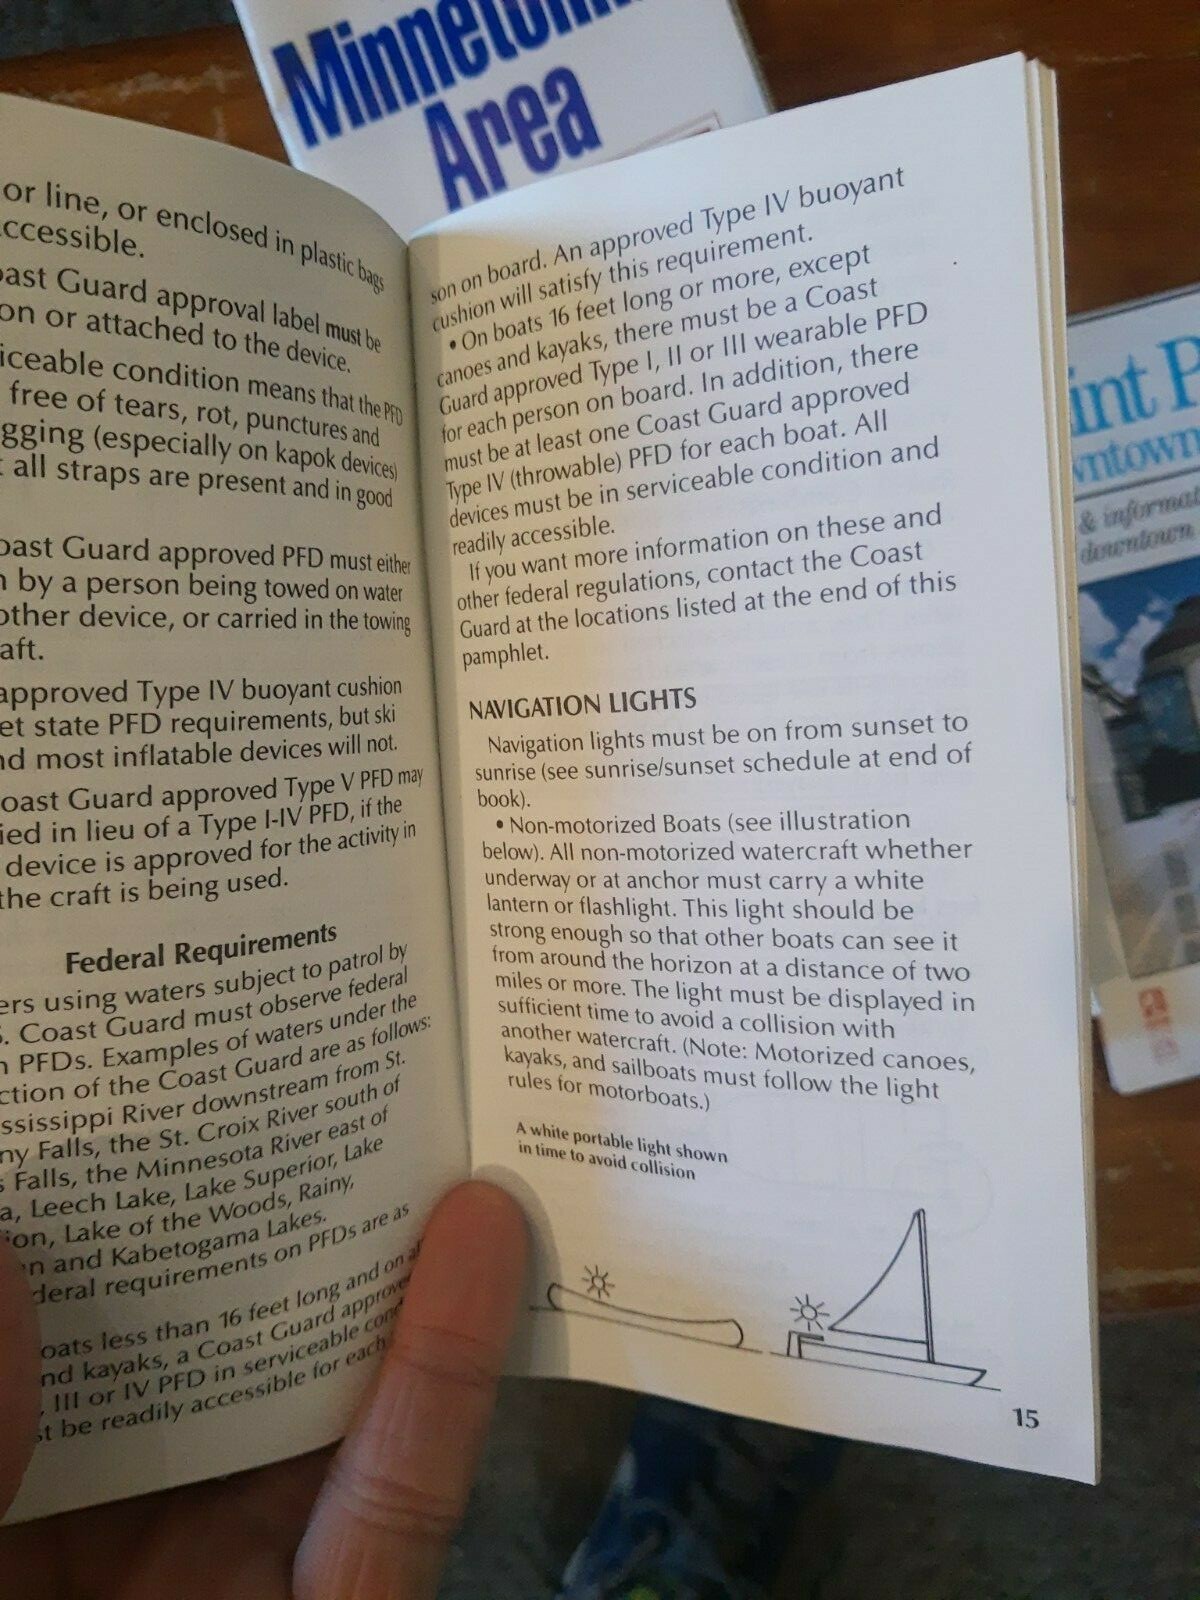 Minnetonka
Area
or line, or enclosed in plastic bags
accessible.
Coast Guard approval label must be
on or attached to the device.
iceable condition means that the PFD
free of tears, rot, punctures and
gging (especially on kapok devices)
all straps are present and in good
oast Guard approved PFD must either
n by a person being towed on water
other device, or carried in the towing
aft.
approved Type IV buoyant cushion
et state PFD requirements, but ski
nd most inflatable devices will not.
oast Guard approved Type V PFD may
ied in lieu of a Type I-IV PFD, if the
device is approved for the activity in
the craft is being used.
Federal Requirements
ers using waters subject to patrol by
S. Coast Guard must observe federal
n PFDs. Examples of waters under the
ction of the Coast Guard are as follows:
ssissippi River downstream from St.
ny Falls, the St. Croix River south of
s Falls, the Minnesota River east of
a, Leech Lake, Lake Superior, Lake
ion, Lake of the Woods, Rainy,
n and Kabetogama Lakes.
deral requirements on PFDs are as
oats less than 16 feet long and on all
nd kayaks, a Coast Guard approved
, III or IV PFD in serviceable cond
st be readily accessible for each
son on board. An approved Type IV buoyant
cushion will satisfy this requirement.
• On boats 16 feet long or more, except
canoes and kayaks, there must be a Coast
Guard approved Type I, II or III wearable PFD
for each person on board. In addition, there
must be at least one Coast Guard approved
Type IV (throwable) PFD for each boat. All
devices must be in serviceable condition and
readily accessible.
If you want more information on these and
other federal regulations, contact the Coast
Guard at the locations listed at the end of this
pamphlet.
NAVIGATION LIGHTS
Navigation lights must be on from sunset to
sunrise (see sunrise/sunset schedule at end of
book).
• Non-motorized Boats (see illustration
below). All non-motorized watercraft whether
underway or at anchor must carry a white
lantern or flashlight. This light should be
strong enough so that other boats can see it
from around the horizon at a distance of two
miles or more. The light must be displayed in
sufficient time to avoid a collision with
another watercraft. (Note: Motorized canoes,
kayaks, and sailboats must follow the light
rules for motorboats.)
A white portable light shown
in time to avoid collision
15
int P
wntown
& informat
downtown